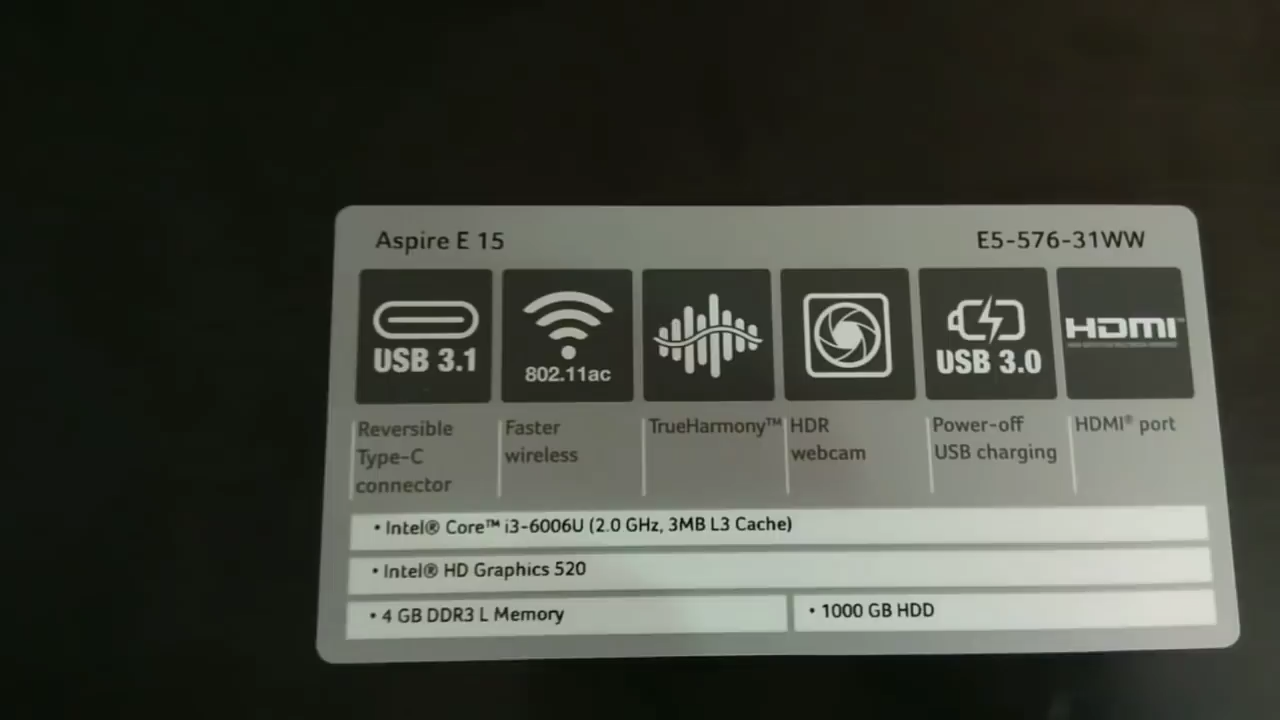 Aspire E 15
E5-576-31WW
USB 3.1
802.11ac
USB 3.0
HDMI™
Reversible
Type-C
connector
Faster
wireless
TrueHarmony™
HDR
webcam
Power-off
USB charging
HDMI® port
• Intel® Core™ i3-6006U (2.0 GHz, 3MB L3 Cache)
• Intel® HD Graphics 520
• 4 GB DDR3 L Memory
• 1000 GB HDD